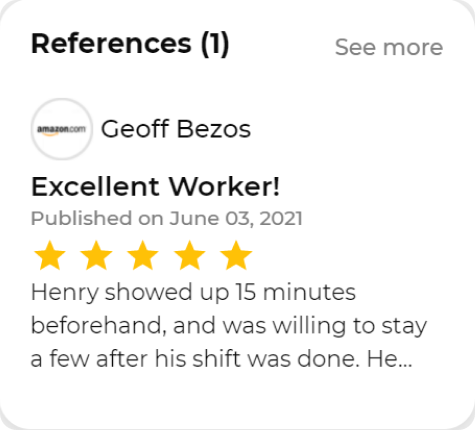 References (1)
See more
amazon.com
Geoff Bezos
Excellent Worker!
Published on June 03, 2021
Henry showed up 15 minutes
beforehand, and was willing to stay
a few after his shift was done. He...